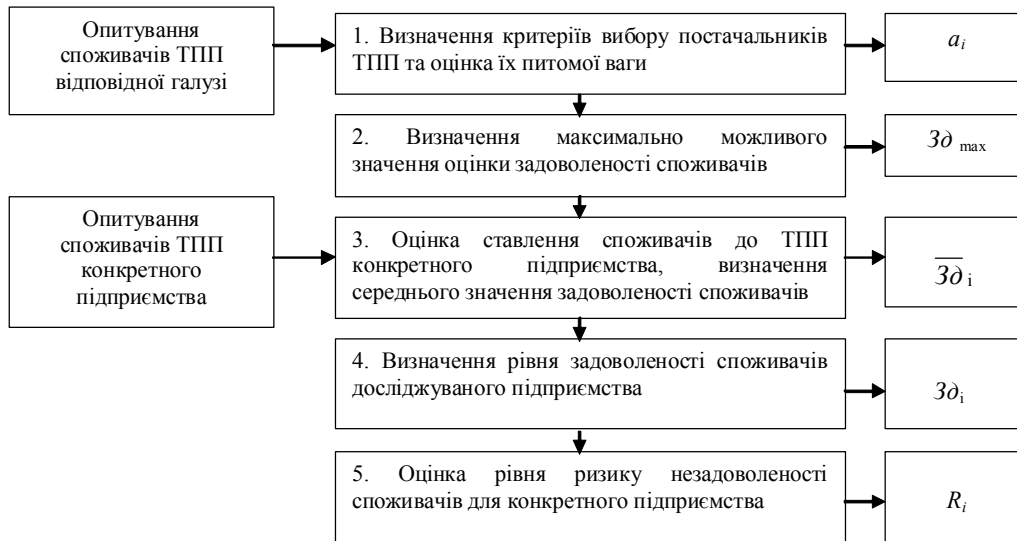 Опитування
споживачів ТПП
відповідної галузі
1. Визначення критеріїв вибору постачальників
ТПП та оцінка їх питомої ваги
a i
2. Визначення максимально можливого
значення оцінки задоволеності споживачів
Зд max
Опитування
споживачів ТПП
конкретного
підприємства
3. Оцінка ставлення споживачів до ТПП
конкретного підприємства, визначення
середнього значення задоволеності споживачів
Зд i
4. Визначення рівня задоволеності споживачів
досліджуваного підприємства
Зд i
5. Оцінка рівня ризику незадоволеності
споживачів для конкретного підприємства
R i